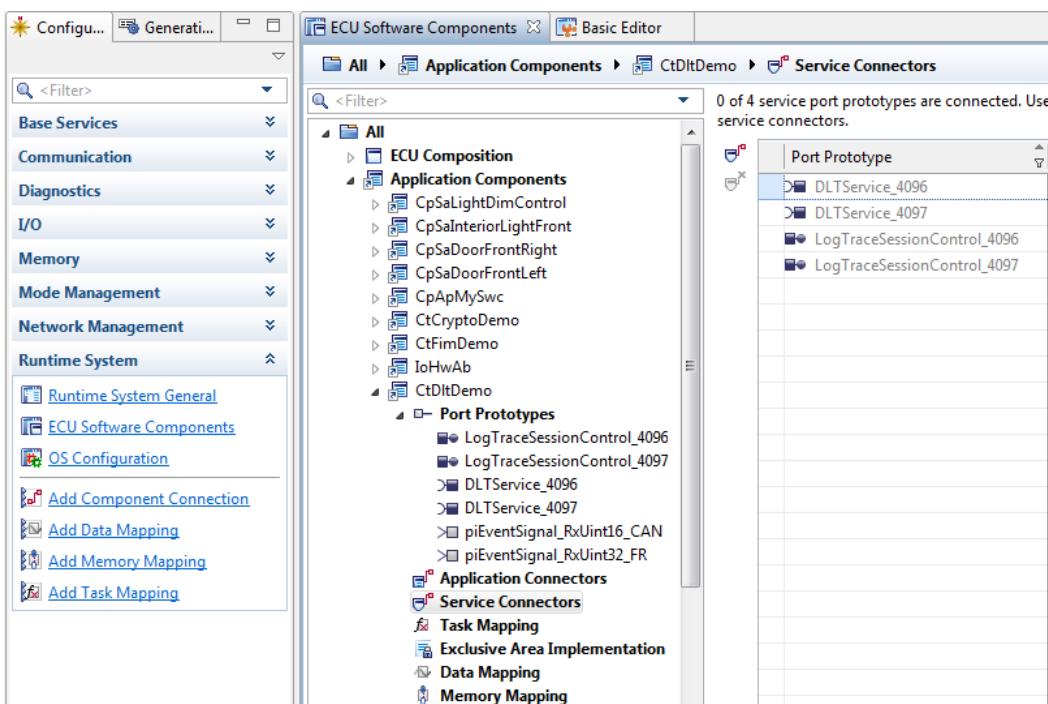 Configu...
Generati...
<Filter>
Base Services
Communication
Diagnostics
I/O
Memory
Mode Management
Network Management
Runtime System
Runtime System General
ECU Software Components
OS Configuration
Add Component Connection
Add Data Mapping
Add Memory Mapping
Add Task Mapping
ECU Software Components
Basic Editor
All
Application Components
CtDltDemo
Service Connectors
<Filter>
All
ECU Composition
Application Components
CpSaLightDimControl
CpSaInteriorLightFront
CpSaDoorFrontRight
CpSaDoorFrontLeft
CpApMySwc
CtCryptoDemo
CtFimDemo
IoHwAb
CtDltDemo
Port Prototypes
LogTraceSessionControl_4096
LogTraceSessionControl_4097
DLTService_4096
DLTService_4097
piEventSignal_RxUint16_CAN
piEventSignal_RxUint32_FR
Application Connectors
Service Connectors
Task Mapping
Exclusive Area Implementation
Data Mapping
Memory Mapping
0 of 4 service port prototypes are connected. Use
service connectors.
Port Prototype
DLTService_4096
DLTService_4097
LogTraceSessionControl_4096
LogTraceSessionControl_4097